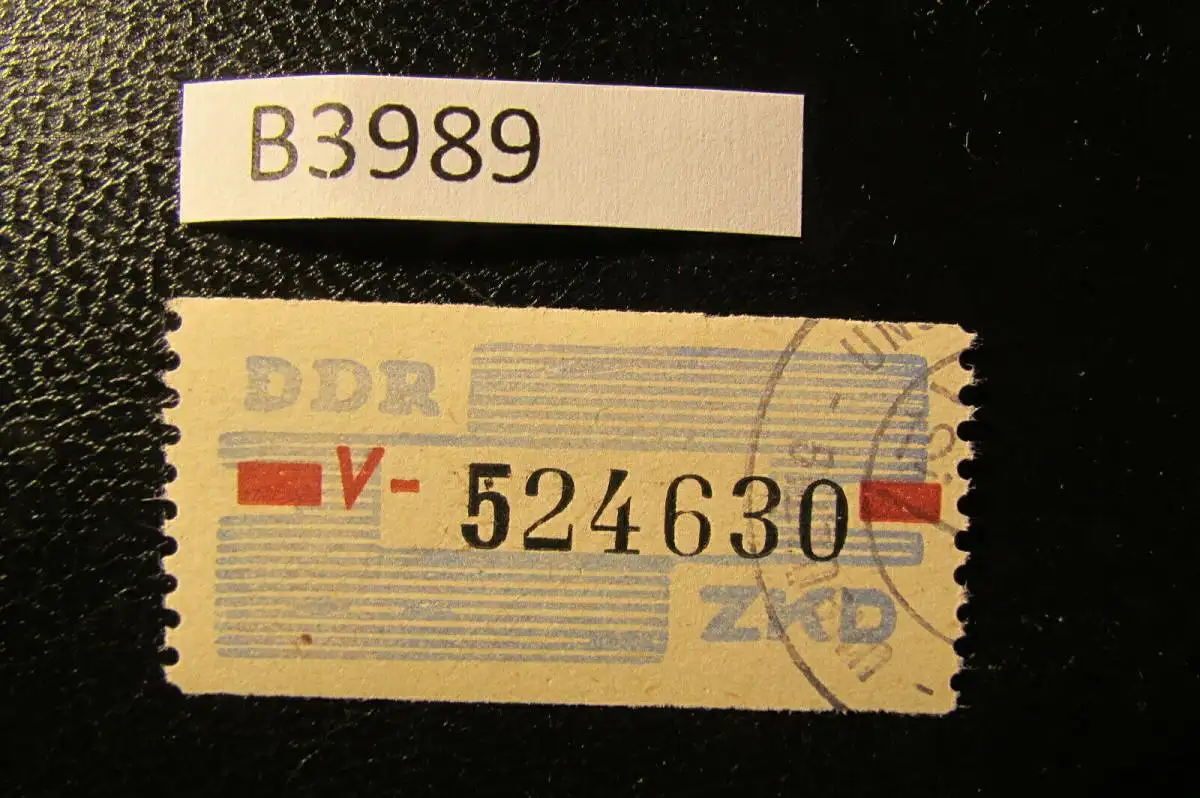 B3989
DDR
V- 524630
ZKD